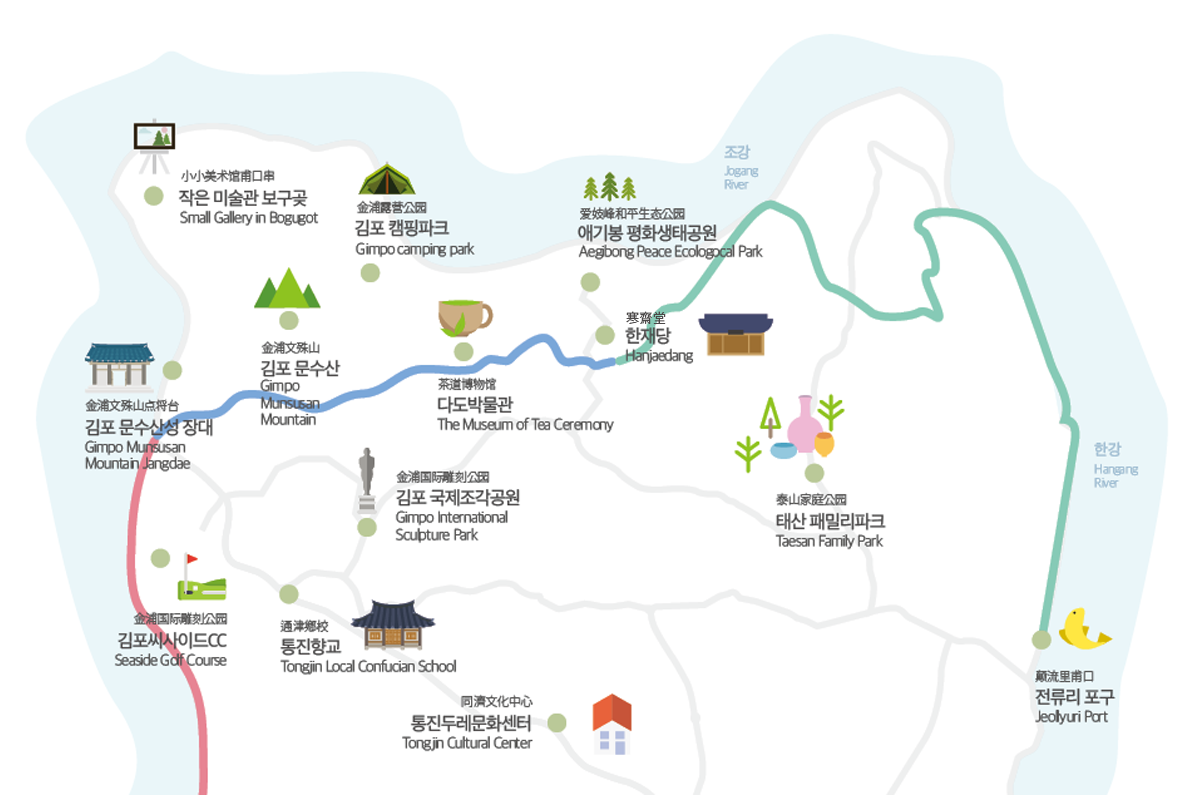 小小美术馆甫口串
작은 미술관 보구곶
Small Gallery in Bogugot
金浦露营公园
김포 캠핑파크
Gimpo camping park
爱妓峰和平生态公园
애기봉 평화생태공원
Aegibong Peace Ecologocal Park
조강
Jogang
River
金浦文殊山
김포 문수산
Gimpo
Munsusan
Mountain
茶道博物馆
다도박물관
The Museum of Tea Ceremony
寒齋堂
한재당
Hanjaedang
金浦文殊山点将台
김포 문수산성 장대
Gimpo Munsusan
Mountain Jangdae
金浦国际雕刻公园
김포 국제조각공원
Gimpo International
Sculpture Park
泰山家庭公园
태산 패밀리파크
Taesan Family Park
한강
Hangang
River
金浦国际雕刻公园
김포씨사이드CC
Seaside Golf Course
通津鄕校
통진향교
Tongjin Local Confucian School
同濟文化中心
통진두레문화센터
Tongjin Cultural Center
颠流里甫口
전류리 포구
Jeollyuri Port